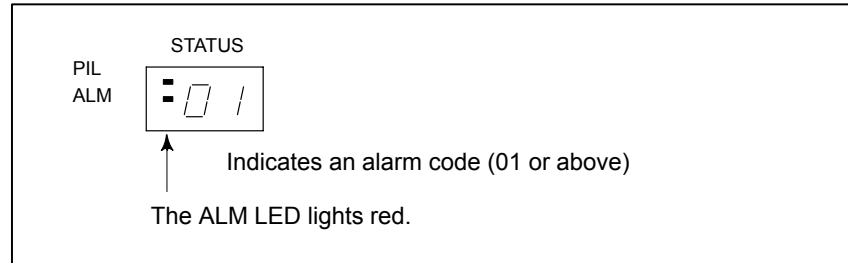 STATUS
PIL
ALM
01
Indicates an alarm code (01 or above)
The ALM LED lights red.